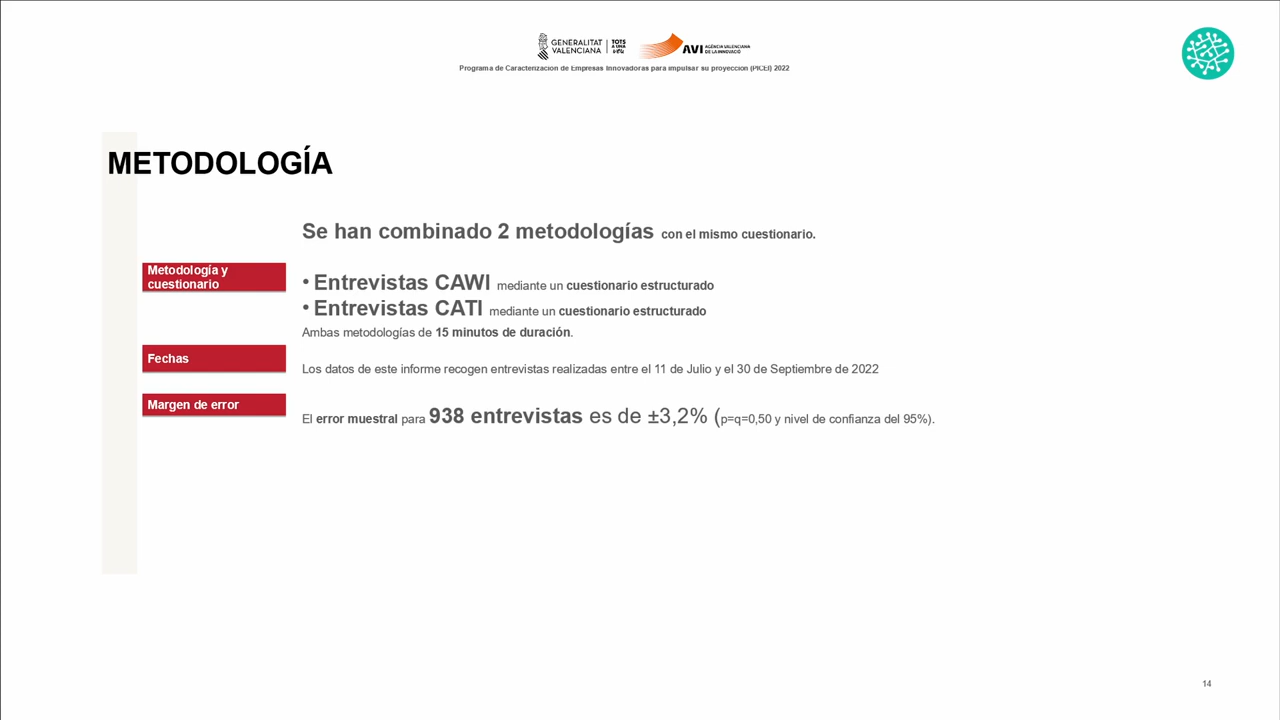 GENERALITAT
VALENCIANA
TOTS
A UNA
veu
AVI AGÈNCIA VALENCIANA
DE LA INNOVACIÓ
Programa de Caracterización de Empresas Innovadoras para impulsar su proyección (PICEI) 2022
METODOLOGÍA
Se han combinado 2 metodologías con el mismo cuestionario.
Metodología y
cuestionario
• Entrevistas CAWI mediante un cuestionario estructurado
• Entrevistas CATI mediante un cuestionario estructurado
Ambas metodologías de 15 minutos de duración.
Fechas
Los datos de este informe recogen entrevistas realizadas entre el 11 de Julio y el 30 de Septiembre de 2022
Margen de error
El error muestral para 938 entrevistas es de ±3,2% (p=q=0,50 y nivel de confianza del 95%).
14